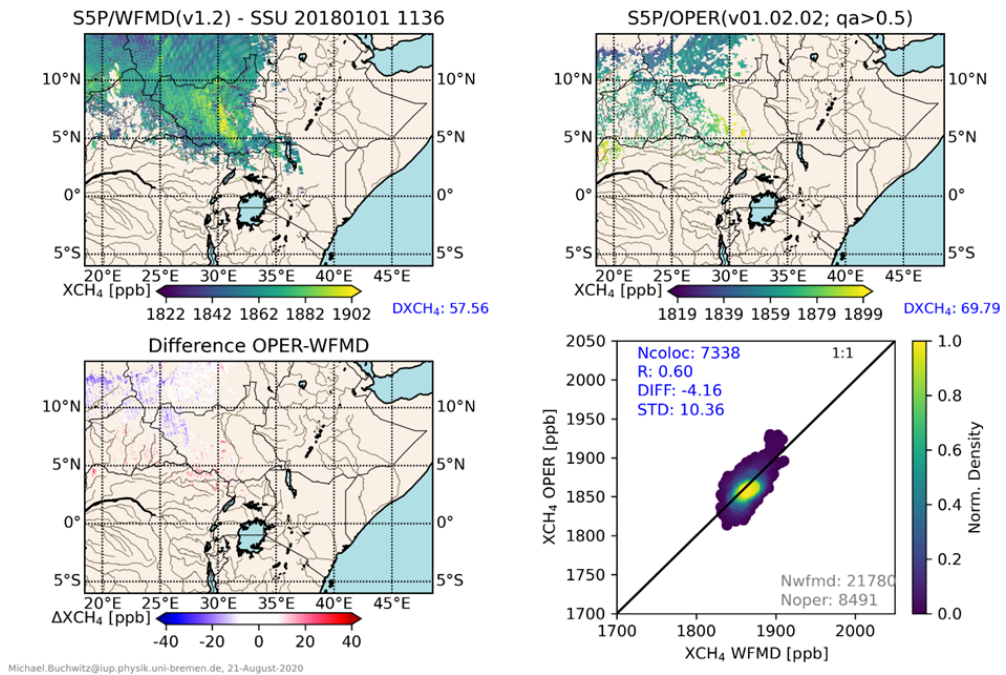 S5P/WFMD(v1.2) - SSU 20180101 1136
10°N
5°N
0°
5°S
10°N
5°N
0°
5°S
20°E 25°E 30°E 35°E 40°E 45°E
XCH₄ [ppb]
1822 1842 1862 1882 1902
DXCH₄: 57.56
S5P/OPER(v01.02.02; qa>0.5)
10°N
5°N
0°
5°S
10°N
5°N
0°
5°S
20°E 25°E 30°E 35°E 40°E 45°E
XCH₄ [ppb]
1819 1839 1859 1879 1899
DXCH₄: 69.79
Difference OPER-WFMD
10°N
5°N
0°
5°S
10°N
5°N
0°
5°S
20°E 25°E 30°E 35°E 40°E 45°E
ΔXCH₄ [ppb]
-40 -20 0 20 40
2050
2000
1950
1900
1850
1800
1750
1700
XCH₄ OPER [ppb]
Ncoloc: 7338
R: 0.60
DIFF: -4.16
STD: 10.36
1:1
Nwfmd: 21780
Noper: 8491
1700 1800 1900 2000
XCH₄ WFMD [ppb]
1.0
0.8
0.6
0.4
0.2
0.0
Norm. Density
Michael.Buchwitz@iup.physik.uni-bremen.de, 21-August-2020